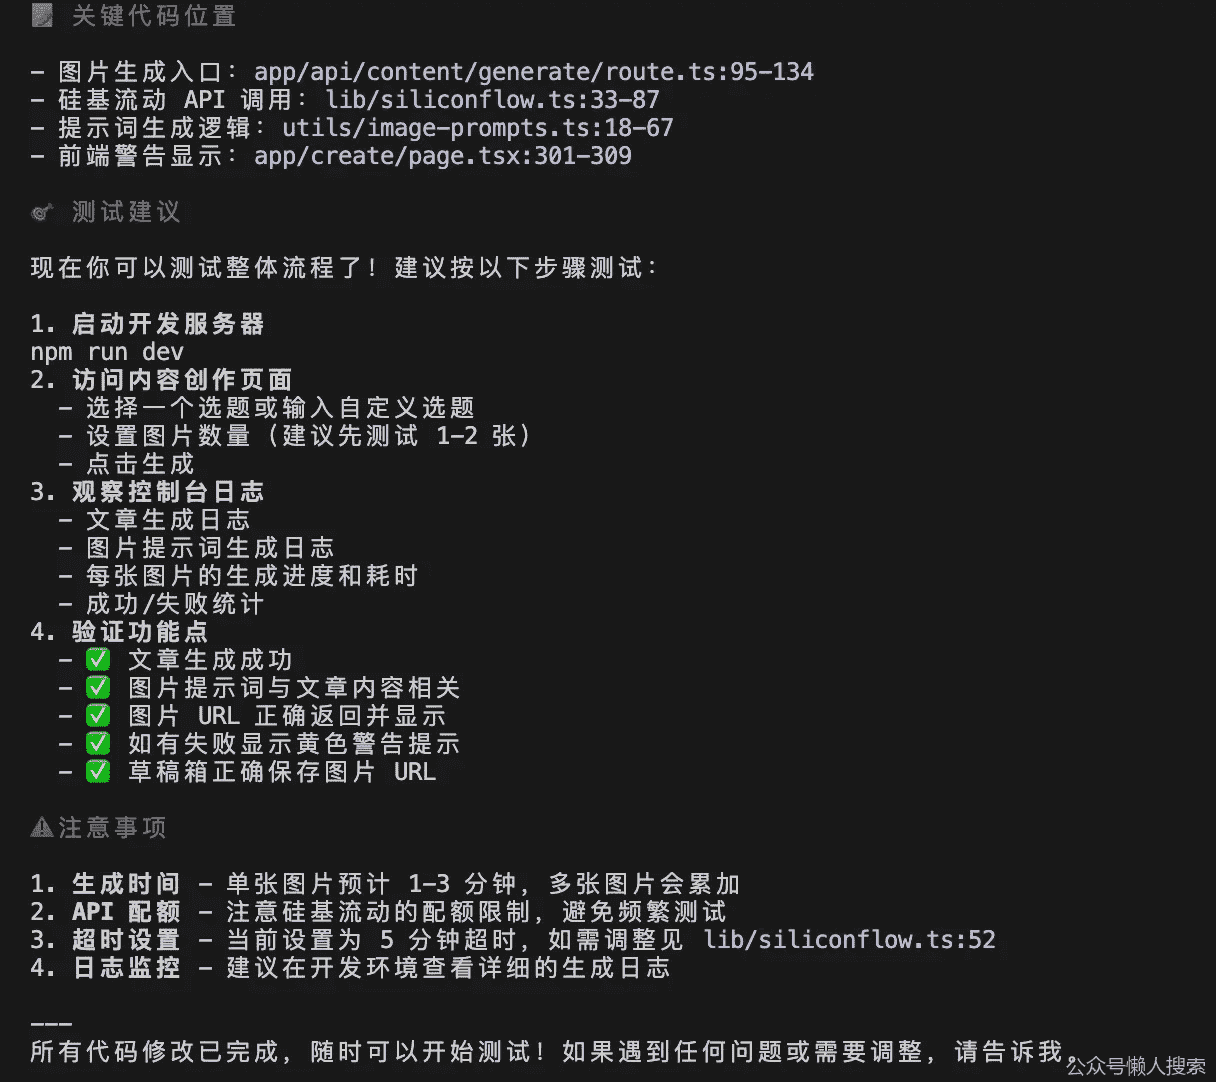 关键代码位置
- 图片生成入口: app/api/content/generate/route.ts:95-134
- 硅基流动 API 调用: lib/siliconflow.ts:33-87
- 提示词生成逻辑: utils/image-prompts.ts:18-67
- 前端警告显示: app/create/page.tsx:301-309
测试建议
现在你可以测试整体流程了! 建议按以下步骤测试:
1. 启动开发服务器
npm run dev
2. 访问内容创作页面
- 选择一个选题或输入自定义选题
- 设置图片数量 (建议先测试 1-2 张)
- 点击生成
3. 观察控制台日志
- 文章生成日志
- 图片提示词生成日志
- 每张图片的生成进度和耗时
- 成功/失败统计
4. 验证功能点
- ✅ 文章生成成功
- ✅ 图片提示词与文章内容相关
- ✅ 图片 URL 正确返回并显示
- ✅ 如有失败显示黄色警告提示
- ✅ 草稿箱正确保存图片 URL
⚠注意事项
1. 生成时间 - 单张图片预计 1-3 分钟, 多张图片会累加
2. API 配额 - 注意硅基流动的配额限制, 避免频繁测试
3. 超时设置 - 当前设置为 5 分钟超时, 如需调整见 lib/siliconflow.ts:52
4. 日志监控 - 建议在开发环境查看详细的生成日志
---
所有代码修改已完成, 随时可以开始测试! 如果遇到任何问题或需要调整, 请告诉我。
公众号懒人搜索